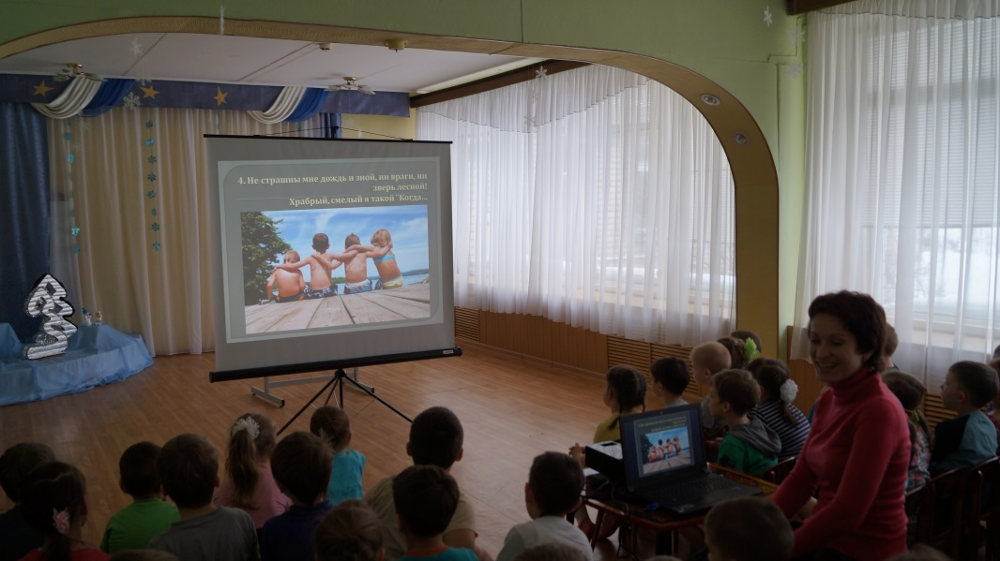 4. Не страшны мне дождь и зной, ни враги, ни
зверь лесной!
Храбрый, смелый я такой "Когда...